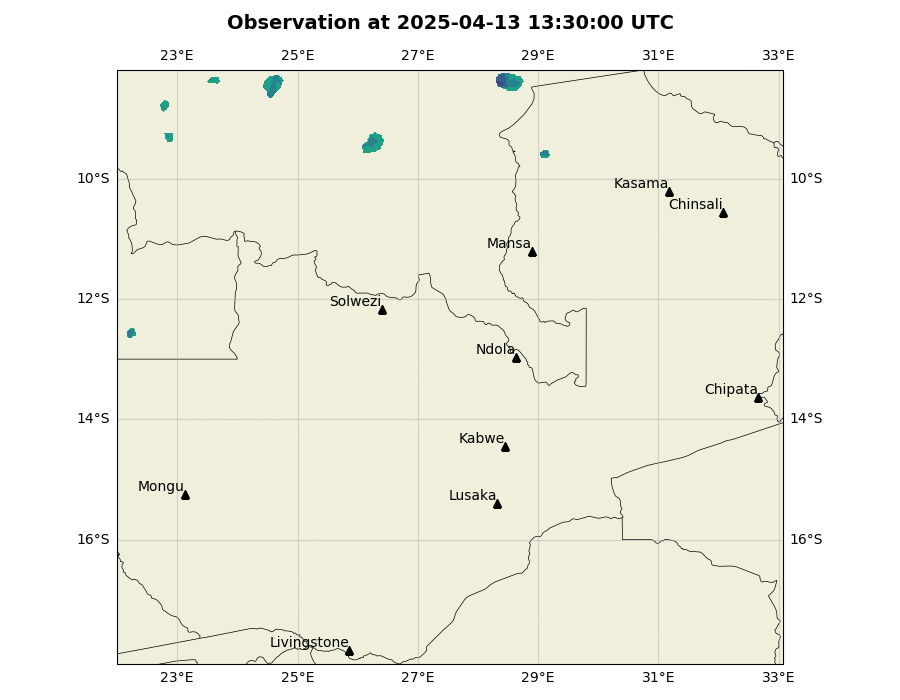 Observation at 2025-04-13 13:30:00 UTC
23°E 25°E 27°E 29°E 31°E 33°E
10°S 10°S
Kasama
Chinsali
Mansa
12°S 12°S
Solwezi
Ndola
Chipata
14°S 14°S
Kabwe
Mongu
Lusaka
16°S 16°S
Livingstone
23°E 25°E 27°E 29°E 31°E 33°E